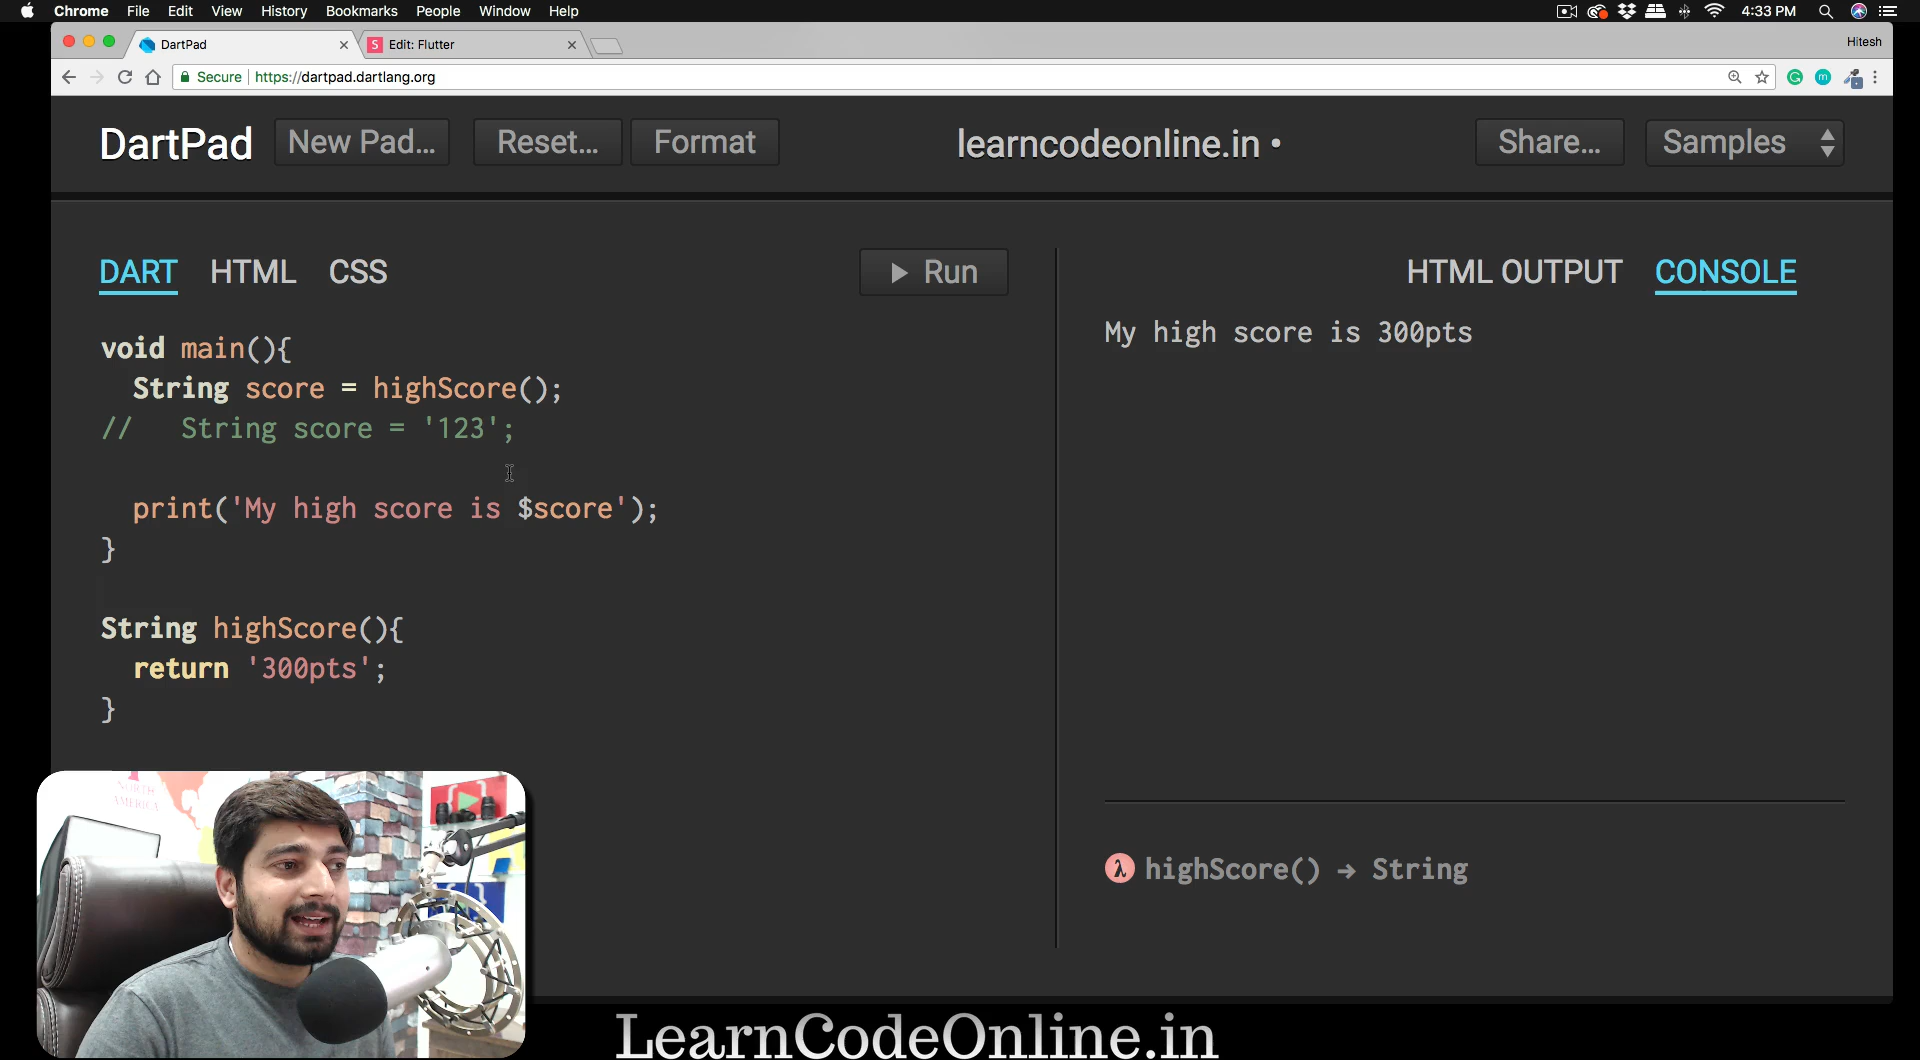 Chrome File Edit View History Bookmarks People Window Help 4:33 PM
DartPad Edit: Flutter Hitesh
Secure https://dartpad.dartlang.org
DartPad New Pad... Reset... Format learncodeonline.in • Share... Samples
DART HTML CSS Run HTML OUTPUT CONSOLE
void main(){
String score = highScore();
// String score = '123';
print('My high score is $score');
}
String highScore(){
return '300pts';
}
My high score is 300pts
λ highScore() → String
NORTH
AMERICA
LearnCodeOnline.in